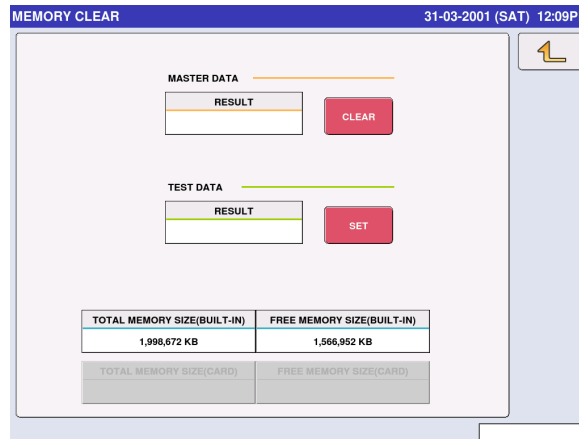 MEMORY CLEAR 31-03-2001 (SAT) 12:09P
MASTER DATA
RESULT
CLEAR
TEST DATA
RESULT
SET
TOTAL MEMORY SIZE(BUILT-IN) FREE MEMORY SIZE(BUILT-IN)
1,998,672 KB 1,566,952 KB
TOTAL MEMORY SIZE(CARD) FREE MEMORY SIZE(CARD)